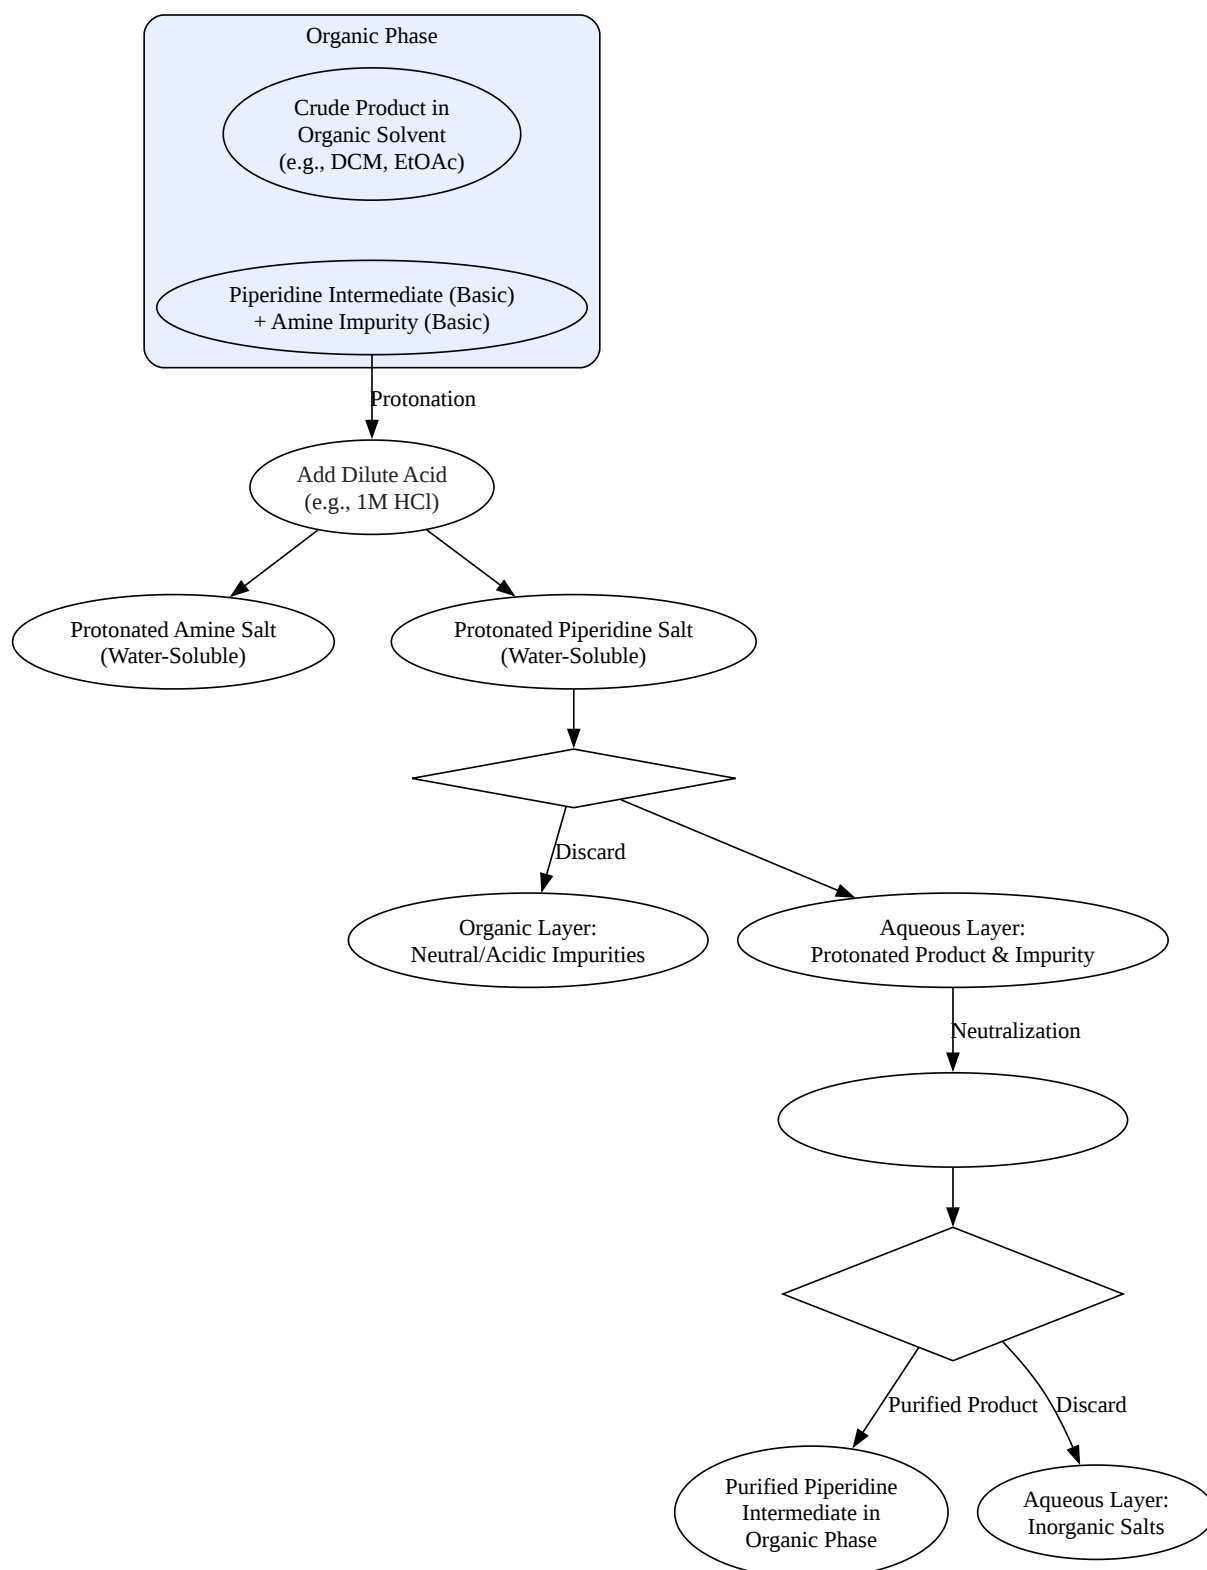 Organic Phase
Crude Product in
Organic Solvent
(e.g., DCM, EtOAc)
Piperidine Intermediate (Basic)
+ Amine Impurity (Basic)
Protonation
Add Dilute Acid
(e.g., 1M HCl)
Protonated Amine Salt
(Water-Soluble)
Protonated Piperidine Salt
(Water-Soluble)
Discard
Organic Layer:
Neutral/Acidic Impurities
Aqueous Layer:
Protonated Product & Impurity
Neutralization
Purified Product
Discard
Purified Piperidine
Intermediate in
Organic Phase
Aqueous Layer:
Inorganic Salts